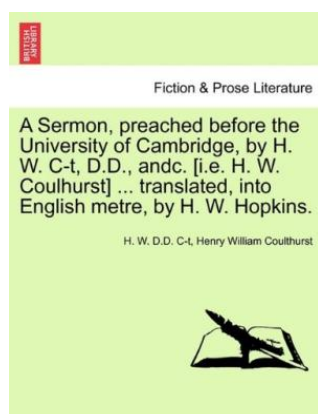 BRITISH
LIBRARY
Fiction & Prose Literature
A Sermon, preached before the
University of Cambridge, by H.
W. C-t, D.D., andc. [i.e. H. W.
Coulhurst] ... translated, into
English metre, by H. W. Hopkins.
H. W. D.D. C-t, Henry William Coulthurst